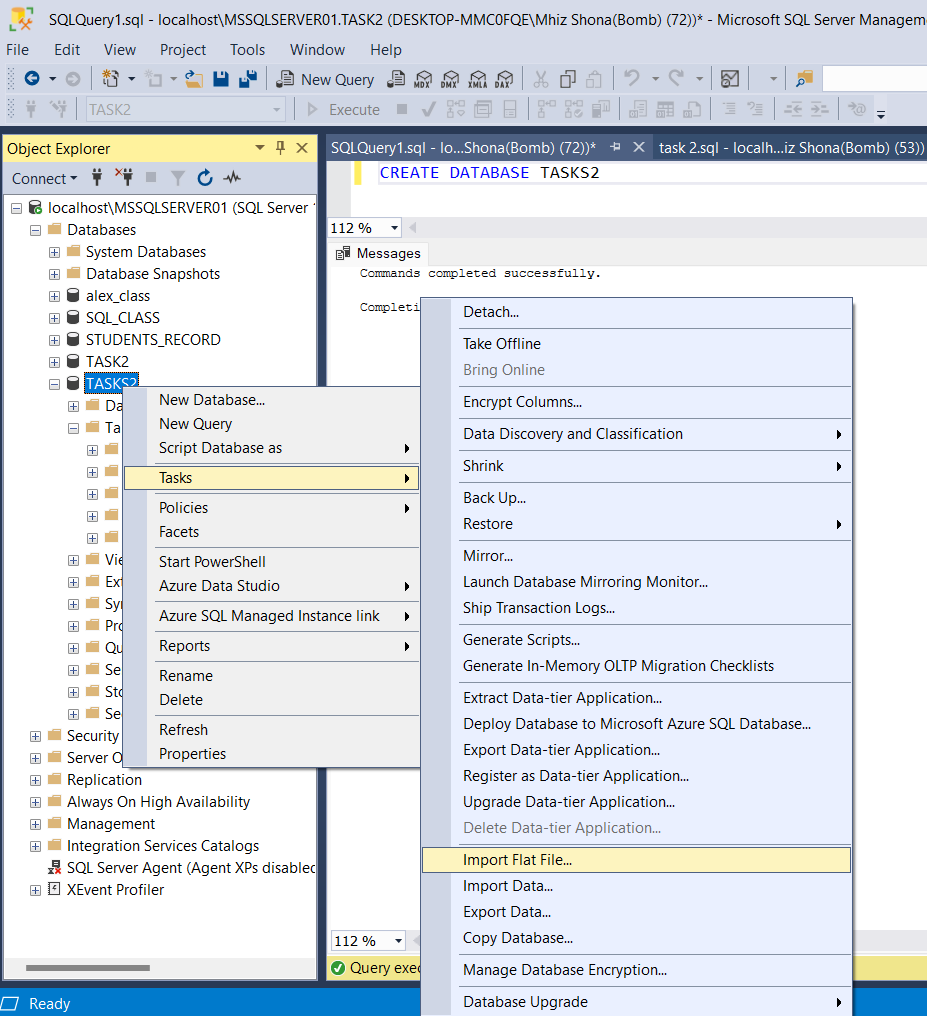 SQLQuery1.sql - localhost\MSSQLSERVER01.TASK2 (DESKTOP-MMC0FQE\Mhiz Shona(Bomb) (72))* - Microsoft SQL Server Managem
File Edit View Project Tools Window Help
New Query MDX DMX XMLA DAX
TASK2 Execute
Object Explorer
Connect
localhost\MSSQLSERVER01 (SQL Server
Databases
System Databases
Database Snapshots
alex_class
SQL_CLASS
STUDENTS_RECORD
TASK2
TASKS2
Da
Ta
Vie
Ext
Syn
Pro
Qu
Se
Sto
Se
Security
Server O
Replication
Always On High Availability
Management
Integration Services Catalogs
SQL Server Agent (Agent XPs disabled
XEvent Profiler
SQLQuery1.sql - lo...Shona(Bomb) (72))* task 2.sql - localh...iz Shona(Bomb) (53))
CREATE DATABASE TASKS2
112 %
Messages
Commands completed successfully.
Completi
New Database...
New Query
Script Database as
Tasks
Policies
Facets
Start PowerShell
Azure Data Studio
Azure SQL Managed Instance link
Reports
Rename
Delete
Refresh
Properties
Detach...
Take Offline
Bring Online
Encrypt Columns...
Data Discovery and Classification
Shrink
Back Up...
Restore
Mirror...
Launch Database Mirroring Monitor...
Ship Transaction Logs...
Generate Scripts...
Generate In-Memory OLTP Migration Checklists
Extract Data-tier Application...
Deploy Database to Microsoft Azure SQL Database...
Export Data-tier Application...
Register as Data-tier Application...
Upgrade Data-tier Application...
Delete Data-tier Application...
Import Flat File...
Import Data...
Export Data...
Copy Database...
Manage Database Encryption...
Database Upgrade
112 %
Query exec
Ready